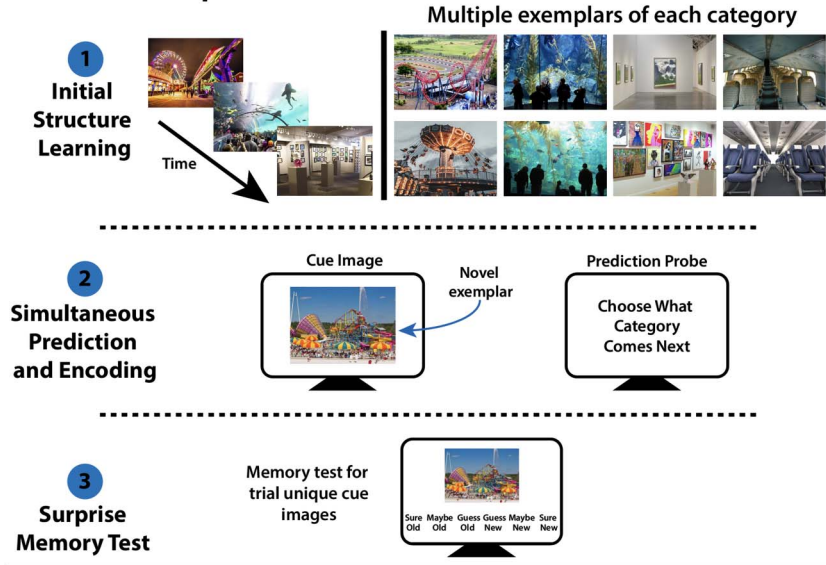 Multiple exemplars of each category
1
Initial
Structure
Learning
Time
2
Simultaneous
Prediction
and Encoding
Cue Image
Novel
exemplar
Prediction Probe
Choose What
Category
Comes Next
3
Surprise
Memory Test
Memory test for
trial unique cue
images
Sure Maybe Guess Guess Maybe Sure
Old Old Old New New New